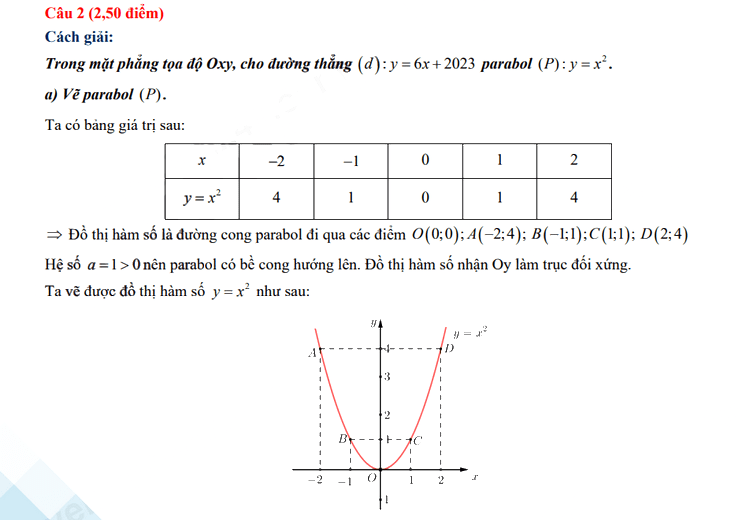 Câu 2 (2,50 điểm)
Cách giải:
Trong mặt phẳng tọa độ Oxy, cho đường thẳng (d): y = 6x + 2023 parabol (P): y = x².
a) Vẽ parabol (P).
Ta có bảng giá trị sau:
x −2 −1 0 1 2
y = x² 4 1 0 1 4
⇒ Đồ thị hàm số là đường cong parabol đi qua các điểm O(0;0); A(−2;4); B(−1;1); C(1;1); D(2;4)
Hệ số a = 1 > 0 nên parabol có bề cong hướng lên. Đồ thị hàm số nhận Oy làm trục đối xứng.
Ta vẽ được đồ thị hàm số y = x² như sau:
y
y = x²
A 4 D
3
2
B 1 C
O
−2 −1 1 2 x
1